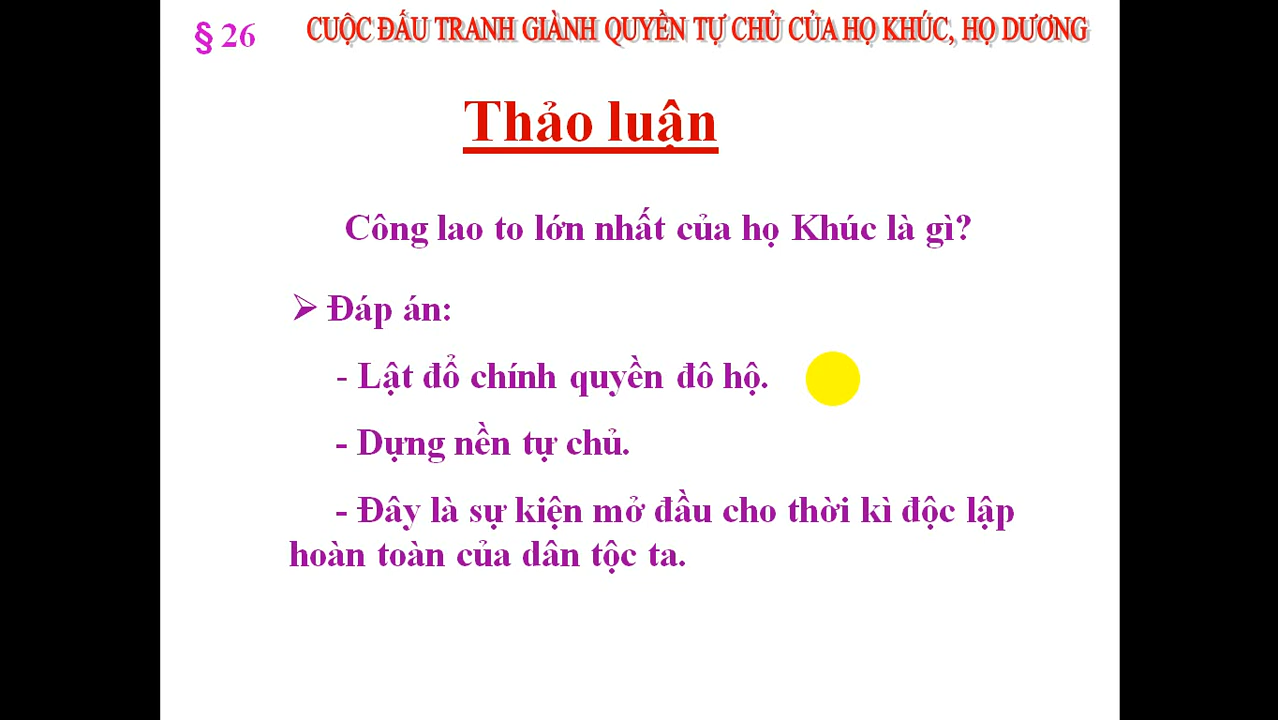 § 26
CUỘC ĐẤU TRANH GIÀNH QUYỀN TỰ CHỦ CỦA HỌ KHÚC, HỌ DƯƠNG
Thảo luận
Công lao to lớn nhất của họ Khúc là gì?
➢ Đáp án:
- Lật đổ chính quyền đô hộ.
- Dựng nền tự chủ.
- Đây là sự kiện mở đầu cho thời kì độc lập
hoàn toàn của dân tộc ta.